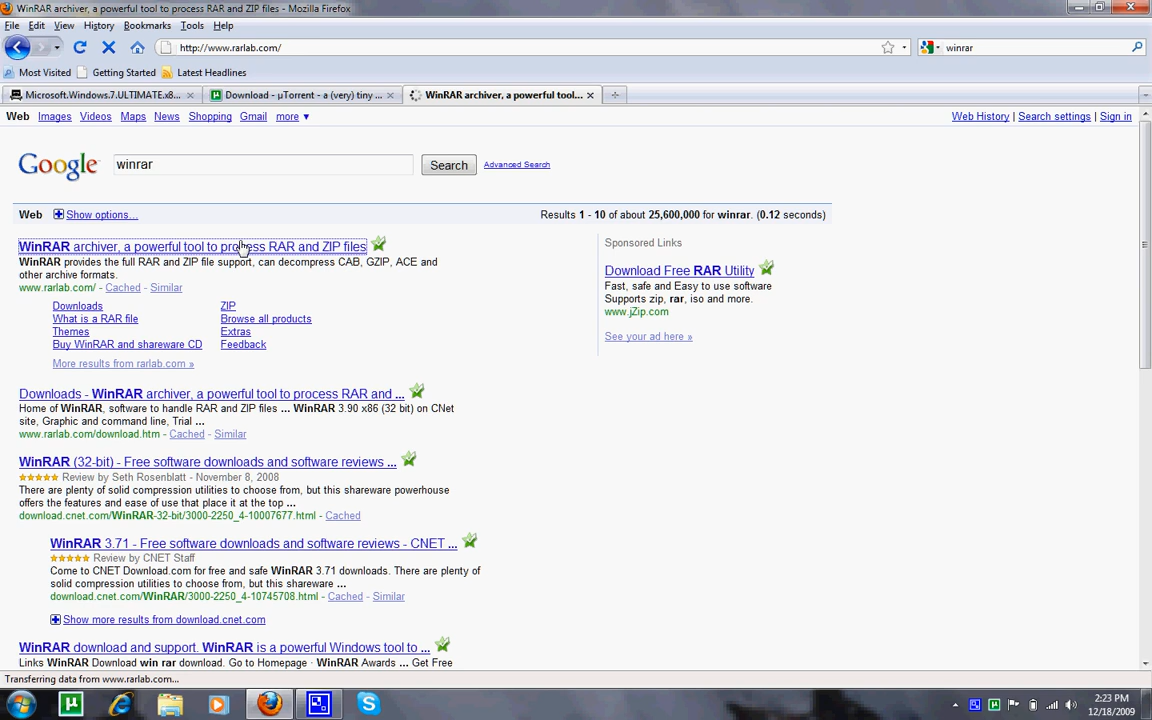 WinRAR archiver, a powerful tool to process RAR and ZIP files - Mozilla Firefox
File Edit View History Bookmarks Tools Help
http://www.rarlab.com/ winrar
Most Visited Getting Started Latest Headlines
Microsoft.Windows.7.ULTIMATE.x8... Download - µTorrent - a (very) tiny ... WinRAR archiver, a powerful tool...
Web Images Videos Maps News Shopping Gmail more ▼ Web History | Search settings | Sign in
Google winrar Search Advanced Search
Web Show options... Results 1 - 10 of about 25,600,000 for winrar. (0.12 seconds)
WinRAR archiver, a powerful tool to process RAR and ZIP files
WinRAR provides the full RAR and ZIP file support, can decompress CAB, GZIP, ACE and
other archive formats.
www.rarlab.com/ - Cached - Similar
Downloads ZIP
What is a RAR file Browse all products
Themes Extras
Buy WinRAR and shareware CD Feedback
More results from rarlab.com »
Sponsored Links
Download Free RAR Utility
Fast, safe and Easy to use software
Supports zip, rar, iso and more.
www.jZip.com
See your ad here »
Downloads - WinRAR archiver, a powerful tool to process RAR and ...
Home of WinRAR, software to handle RAR and ZIP files ... WinRAR 3.90 x86 (32 bit) on CNet
site, Graphic and command line, Trial ...
www.rarlab.com/download.htm - Cached - Similar
WinRAR (32-bit) - Free software downloads and software reviews ...
Review by Seth Rosenblatt - November 8, 2008
There are plenty of solid compression utilities to choose from, but this shareware powerhouse
offers the features and ease of use that place it at the top ...
download.cnet.com/WinRAR-32-bit/3000-2250_4-10007677.html - Cached
WinRAR 3.71 - Free software downloads and software reviews - CNET ...
Review by CNET Staff
Come to CNET Download.com for free and safe WinRAR 3.71 downloads. There are plenty of
solid compression utilities to choose from, but this shareware ...
download.cnet.com/WinRAR/3000-2250_4-10745708.html - Cached - Similar
Show more results from download.cnet.com
WinRAR download and support. WinRAR is a powerful Windows tool to ...
Links WinRAR Download win rar download. Go to Homepage · WinRAR Awards ... Get Free
Transferring data from www.rarlab.com...
2:23 PM
12/18/2009